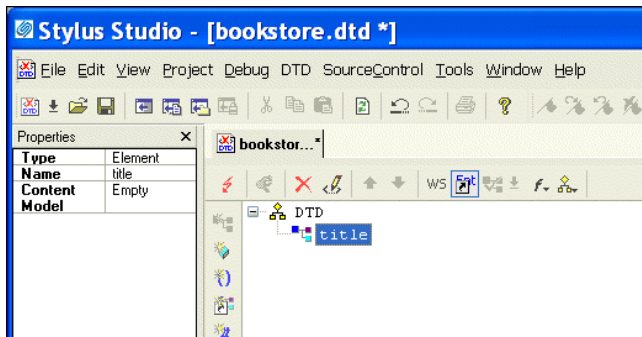 Stylus Studio - [bookstore.dtd *]
File Edit View Project Debug DTD SourceControl Tools Window Help
Properties
bookstor...*
Type Element
Name title
Content Model Empty
WS Ent
DTD
title